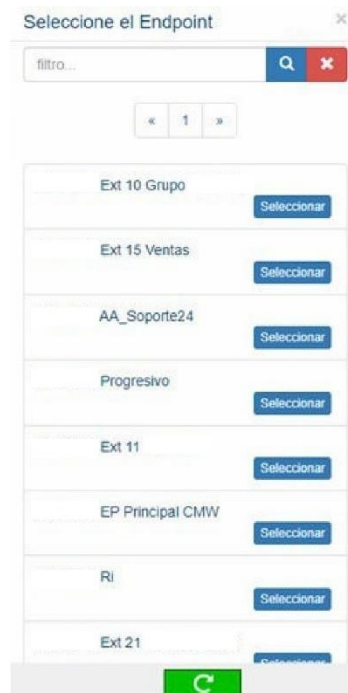 Seleccione el Endpoint ×
filtro...
« 1 »
Ext 10 Grupo
Seleccionar
Ext 15 Ventas
Seleccionar
AA_Soporte24
Seleccionar
Progresivo
Seleccionar
Ext 11
Seleccionar
EP Principal CMW
Seleccionar
Ri
Seleccionar
Ext 21